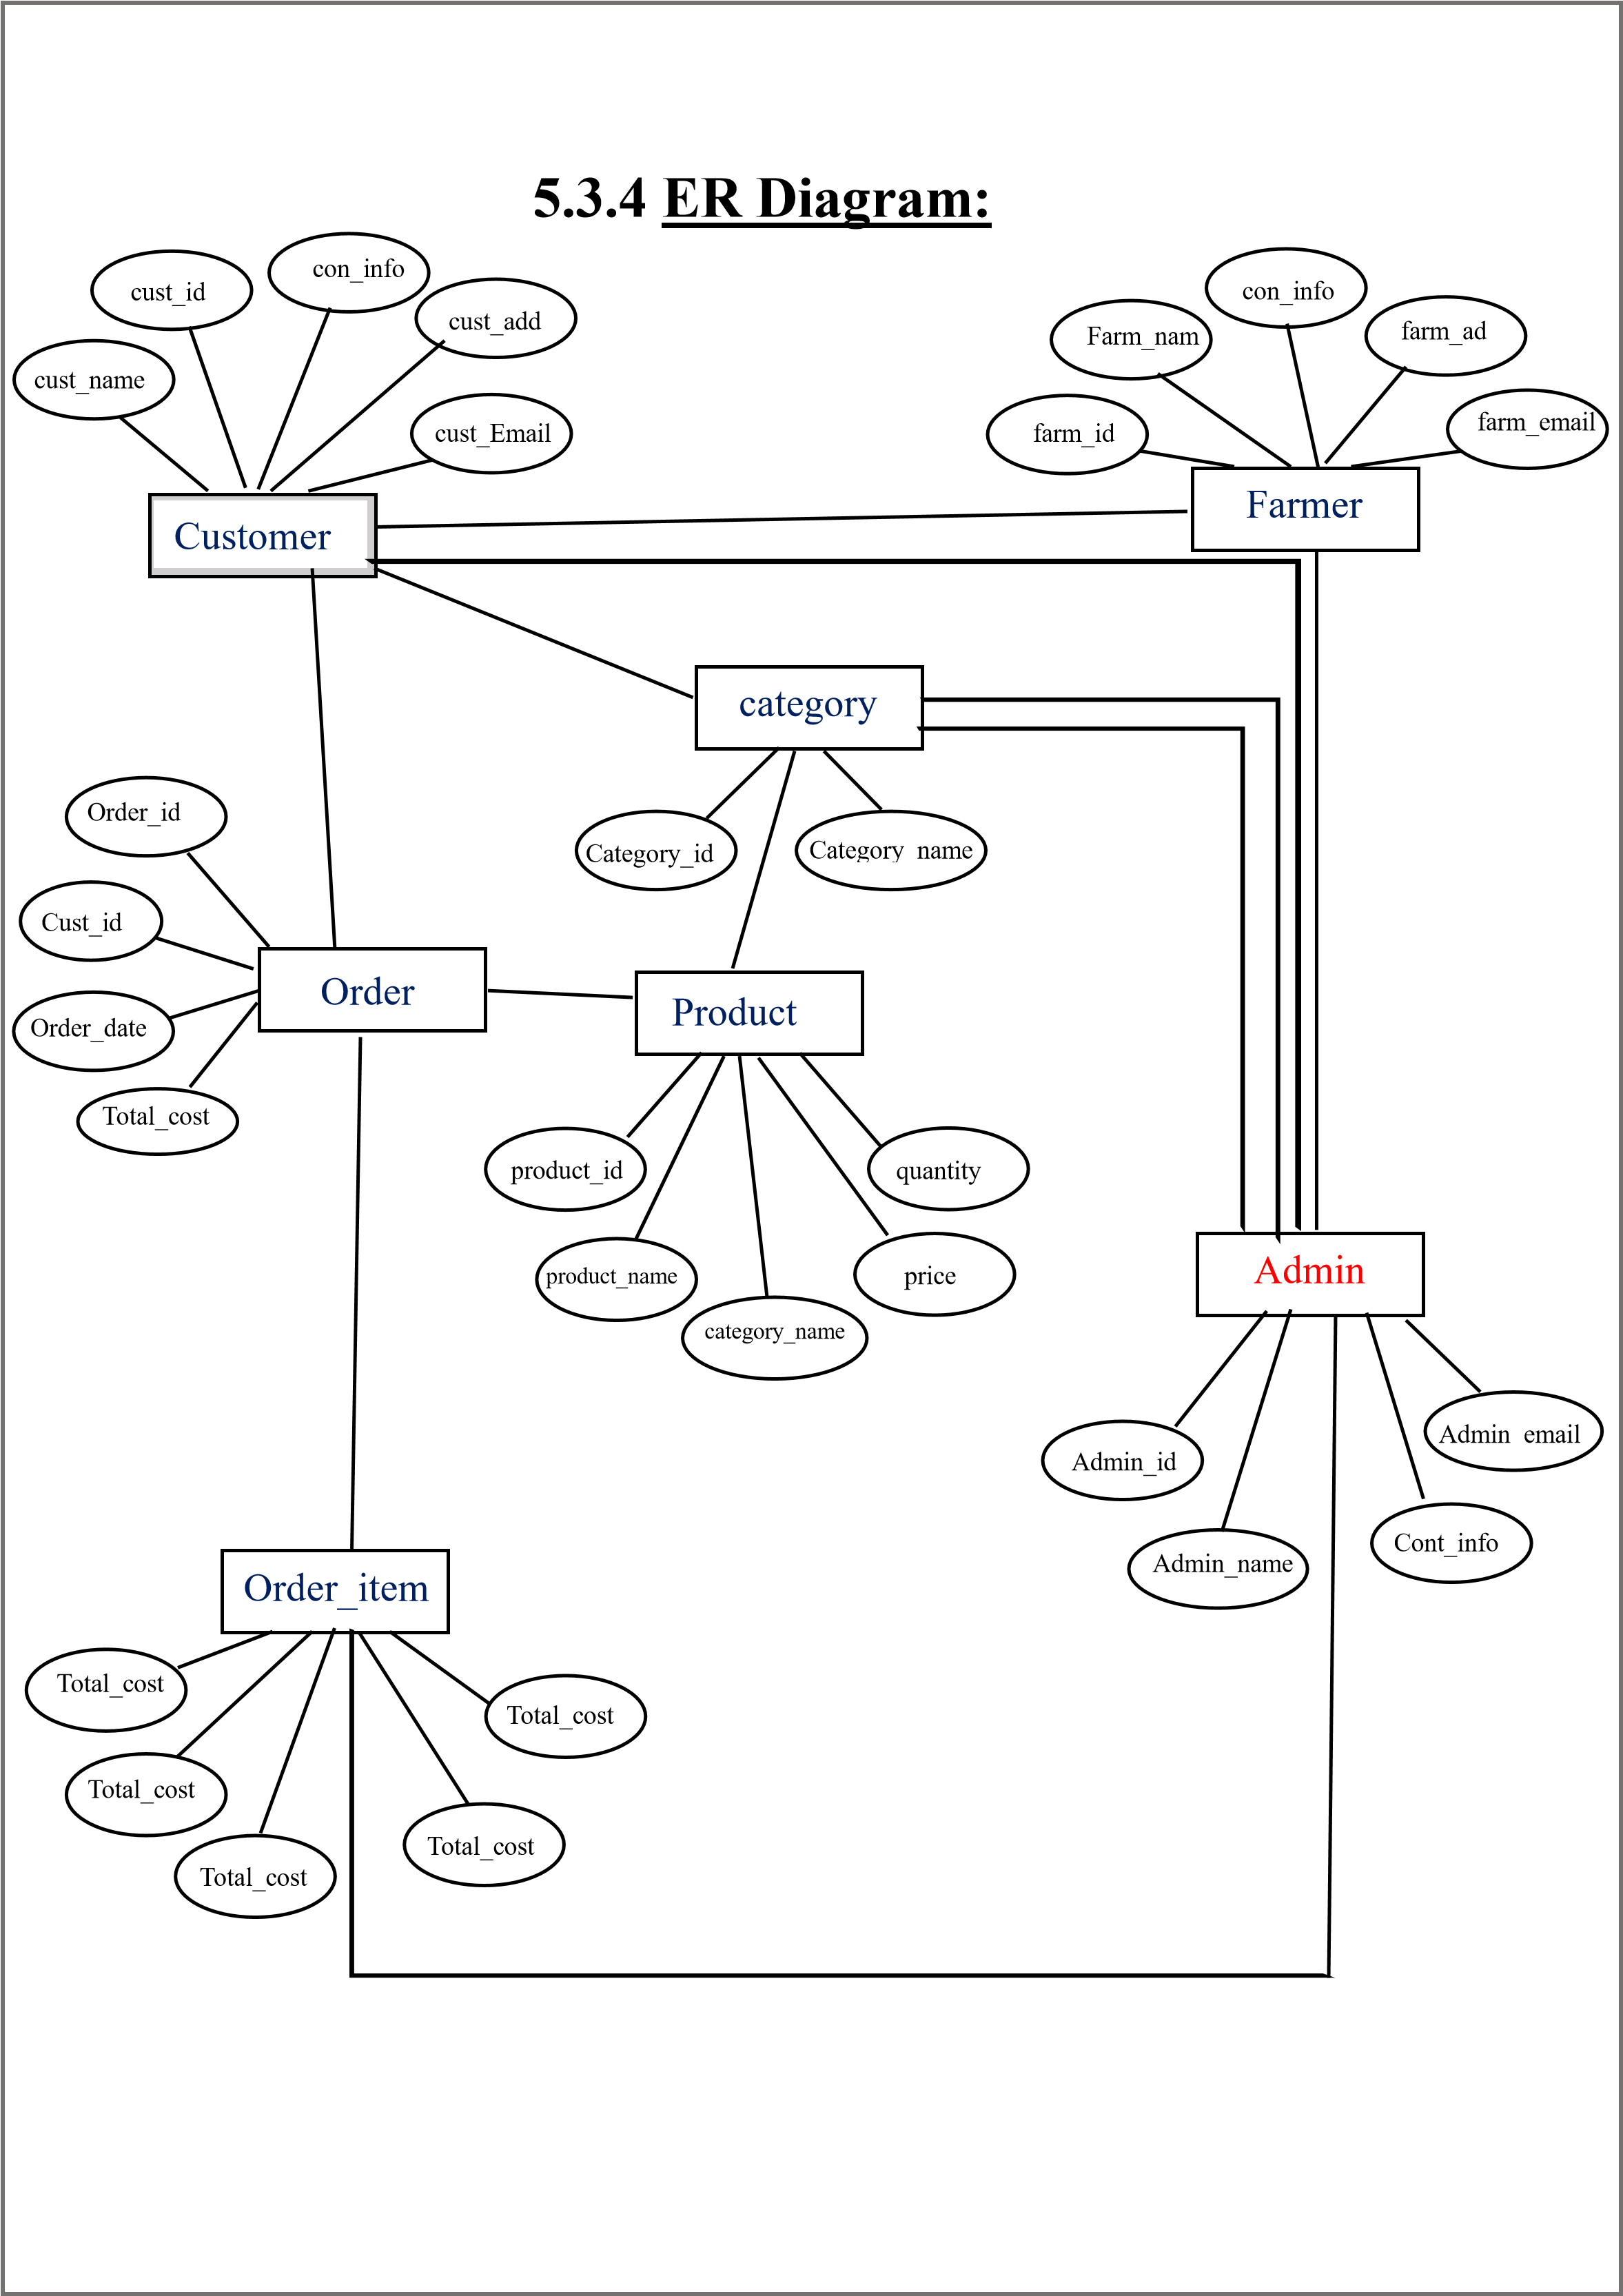 5.3.4 ER Diagram:
con_info
cust_id
cust_add
cust_name
cust_Email
con_info
Farm_nam
farm_ad
farm_id
farm_email
Customer
Farmer
category
Category_id
Category_name
Order_id
Cust_id
Order_date
Total_cost
Order
Product
product_id
quantity
product_name
price
category_name
Admin
Admin_id
Admin_name
Cont_info
Admin email
Order_item
Total_cost
Total_cost
Total_cost
Total_cost
Total_cost